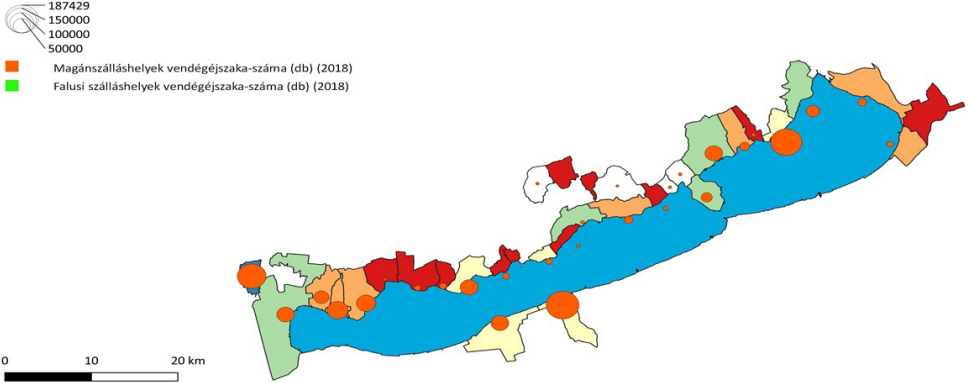 187429
150000
100000
50000
Magánszálláshelyek vendégéjszaka-száma (db) (2018)
Falusi szálláshelyek vendégéjszaka-száma (db) (2018)
0 10 20 km